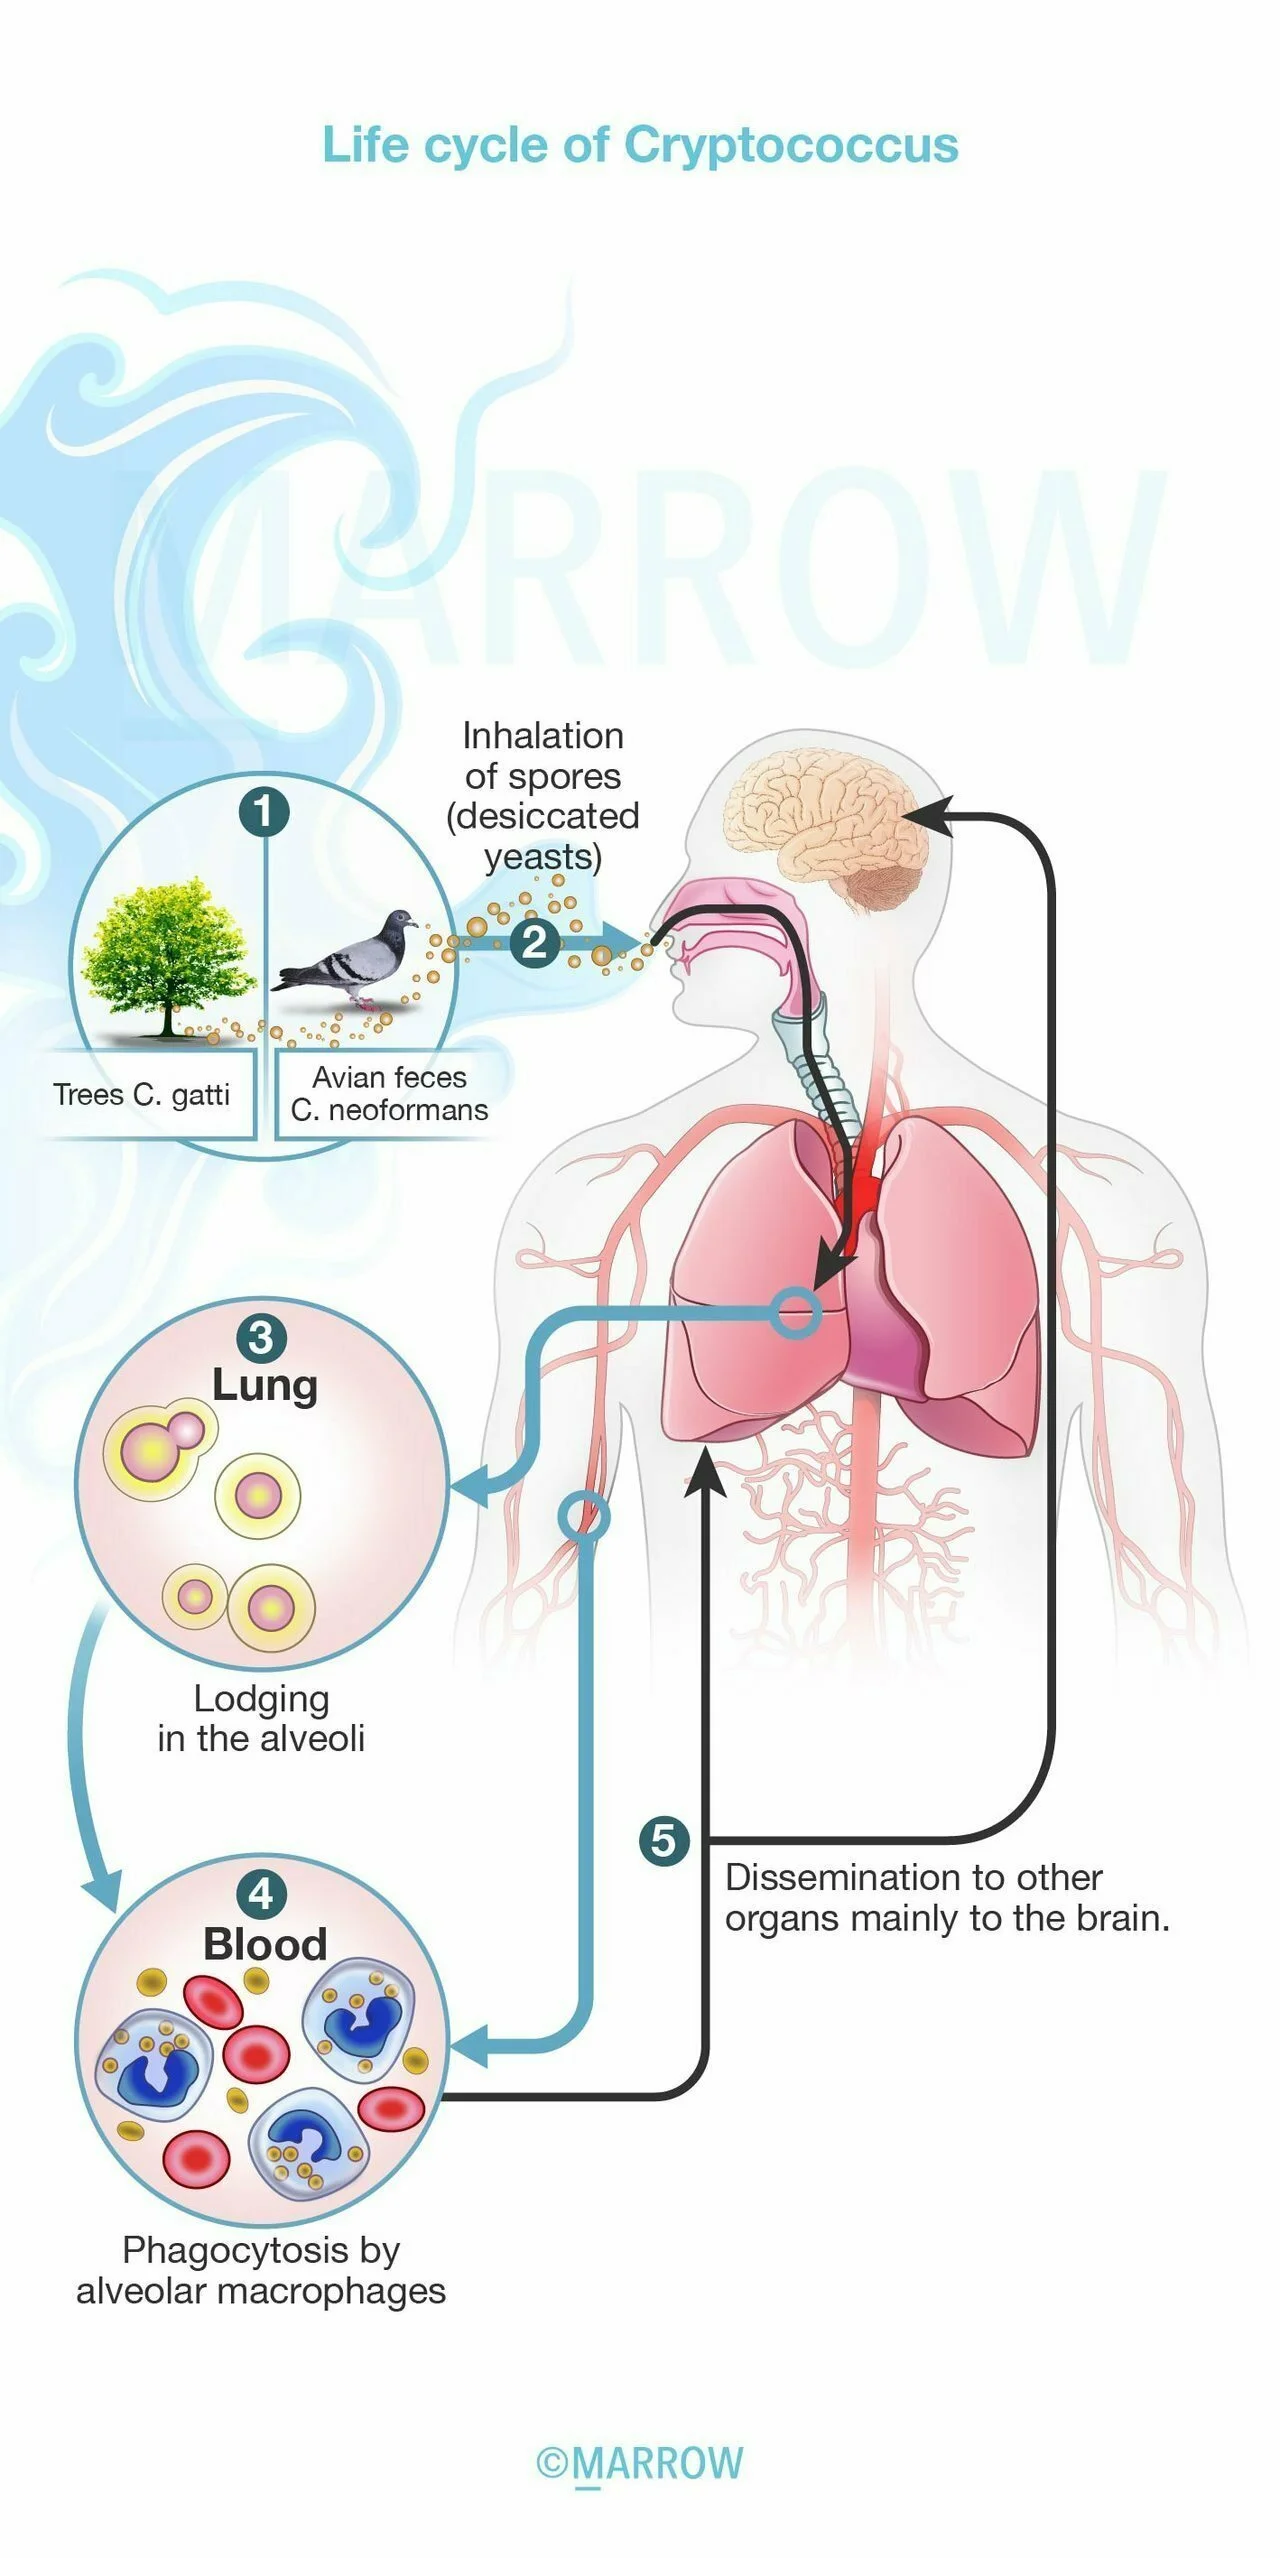 Life cycle of Cryptococcus
MARROW
Inhalation
of spores
(desiccated
yeasts)
1
2
Trees C. gatti
Avian feces
C. neoformans
3
Lung
Lodging
in the alveoli
4
Blood
Phagocytosis by
alveolar macrophages
5
Dissemination to other
organs mainly to the brain.
©MARROW